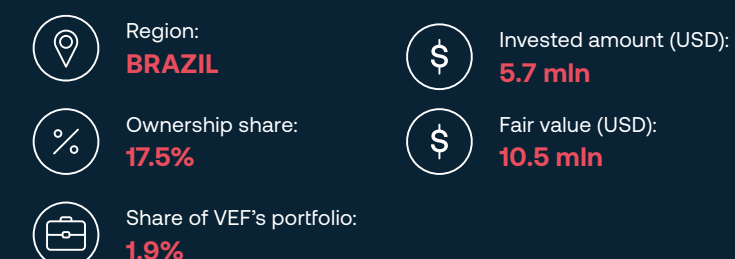 Region:
BRAZIL
Invested amount (USD):
5.7 mln
Ownership share:
17.5%
Fair value (USD):
10.5 mln
Share of VEF’s portfolio:
1.9%